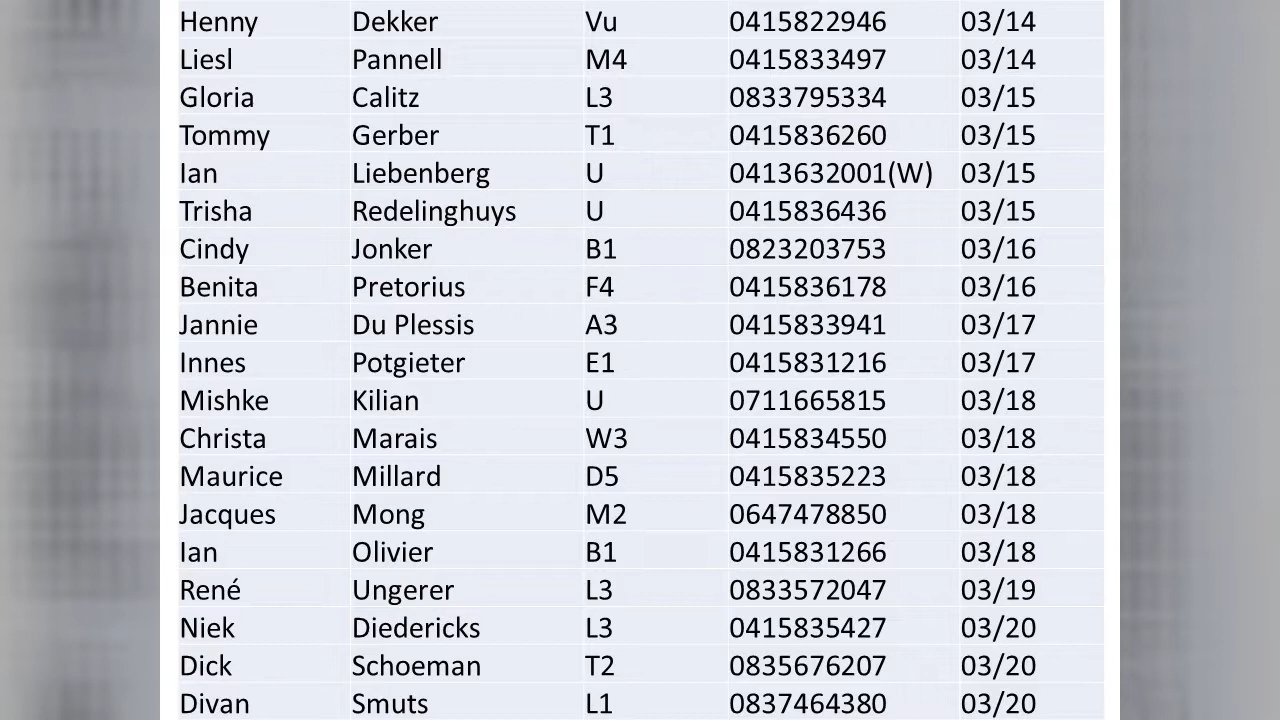 Henny Dekker Vu 0415822946 03/14
Liesl Pannell M4 0415833497 03/14
Gloria Calitz L3 0833795334 03/15
Tommy Gerber T1 0415836260 03/15
Ian Liebenberg U 0413632001(W) 03/15
Trisha Redelinghuys U 0415836436 03/15
Cindy Jonker B1 0823203753 03/16
Benita Pretorius F4 0415836178 03/16
Jannie Du Plessis A3 0415833941 03/17
Innes Potgieter E1 0415831216 03/17
Mishke Kilian U 0711665815 03/18
Christa Marais W3 0415834550 03/18
Maurice Millard D5 0415835223 03/18
Jacques Mong M2 0647478850 03/18
Ian Olivier B1 0415831266 03/18
René Ungerer L3 0833572047 03/19
Niek Diedericks L3 0415835427 03/20
Dick Schoeman T2 0835676207 03/20
Divan Smuts L1 0837464380 03/20